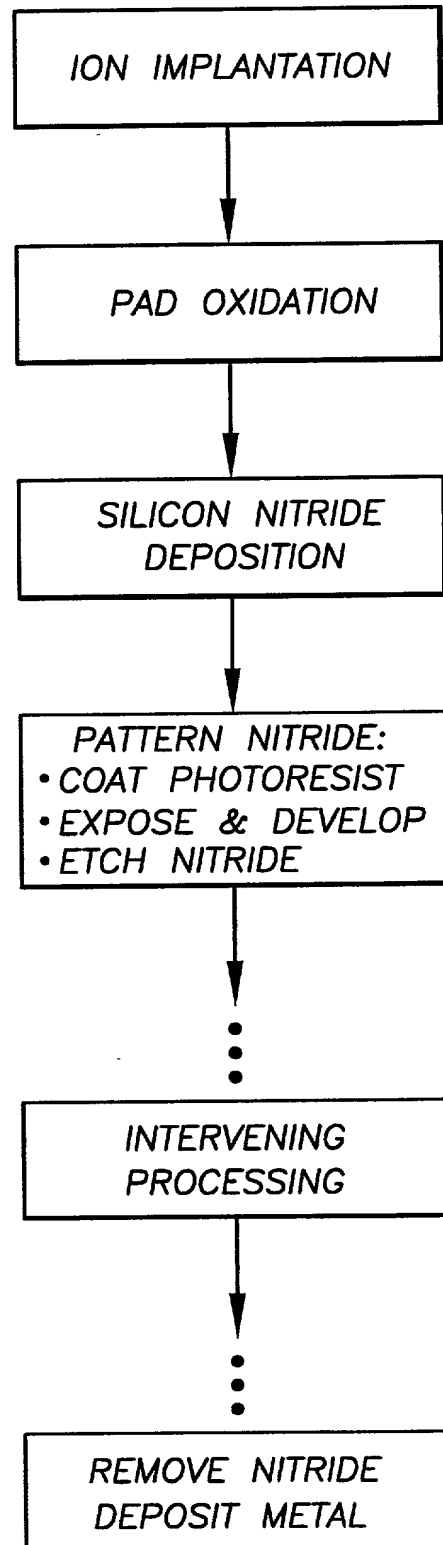 ION IMPLANTATION
PAD OXIDATION
SILICON NITRIDE
DEPOSITION
PATTERN NITRIDE:
• COAT PHOTORESIST
• EXPOSE & DEVELOP
• ETCH NITRIDE
INTERVENING
PROCESSING
REMOVE NITRIDE
DEPOSIT METAL